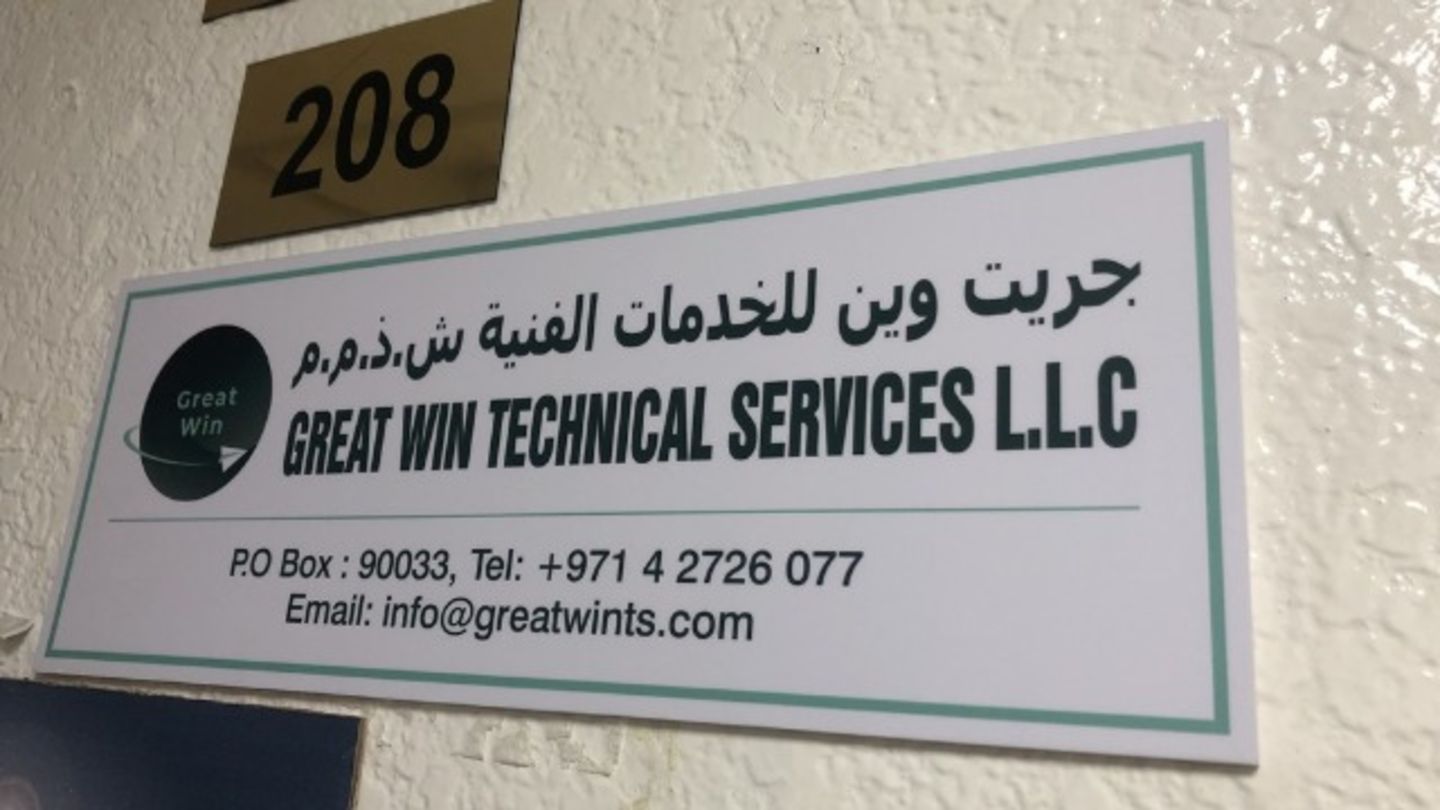 208
جريت وين للخدمات الفنية ش.ذ.م.م
Great
Win
GREAT WIN TECHNICAL SERVICES L.L.C
P.O Box : 90033, Tel: +971 4 2726 077
Email: info@greatwints.com